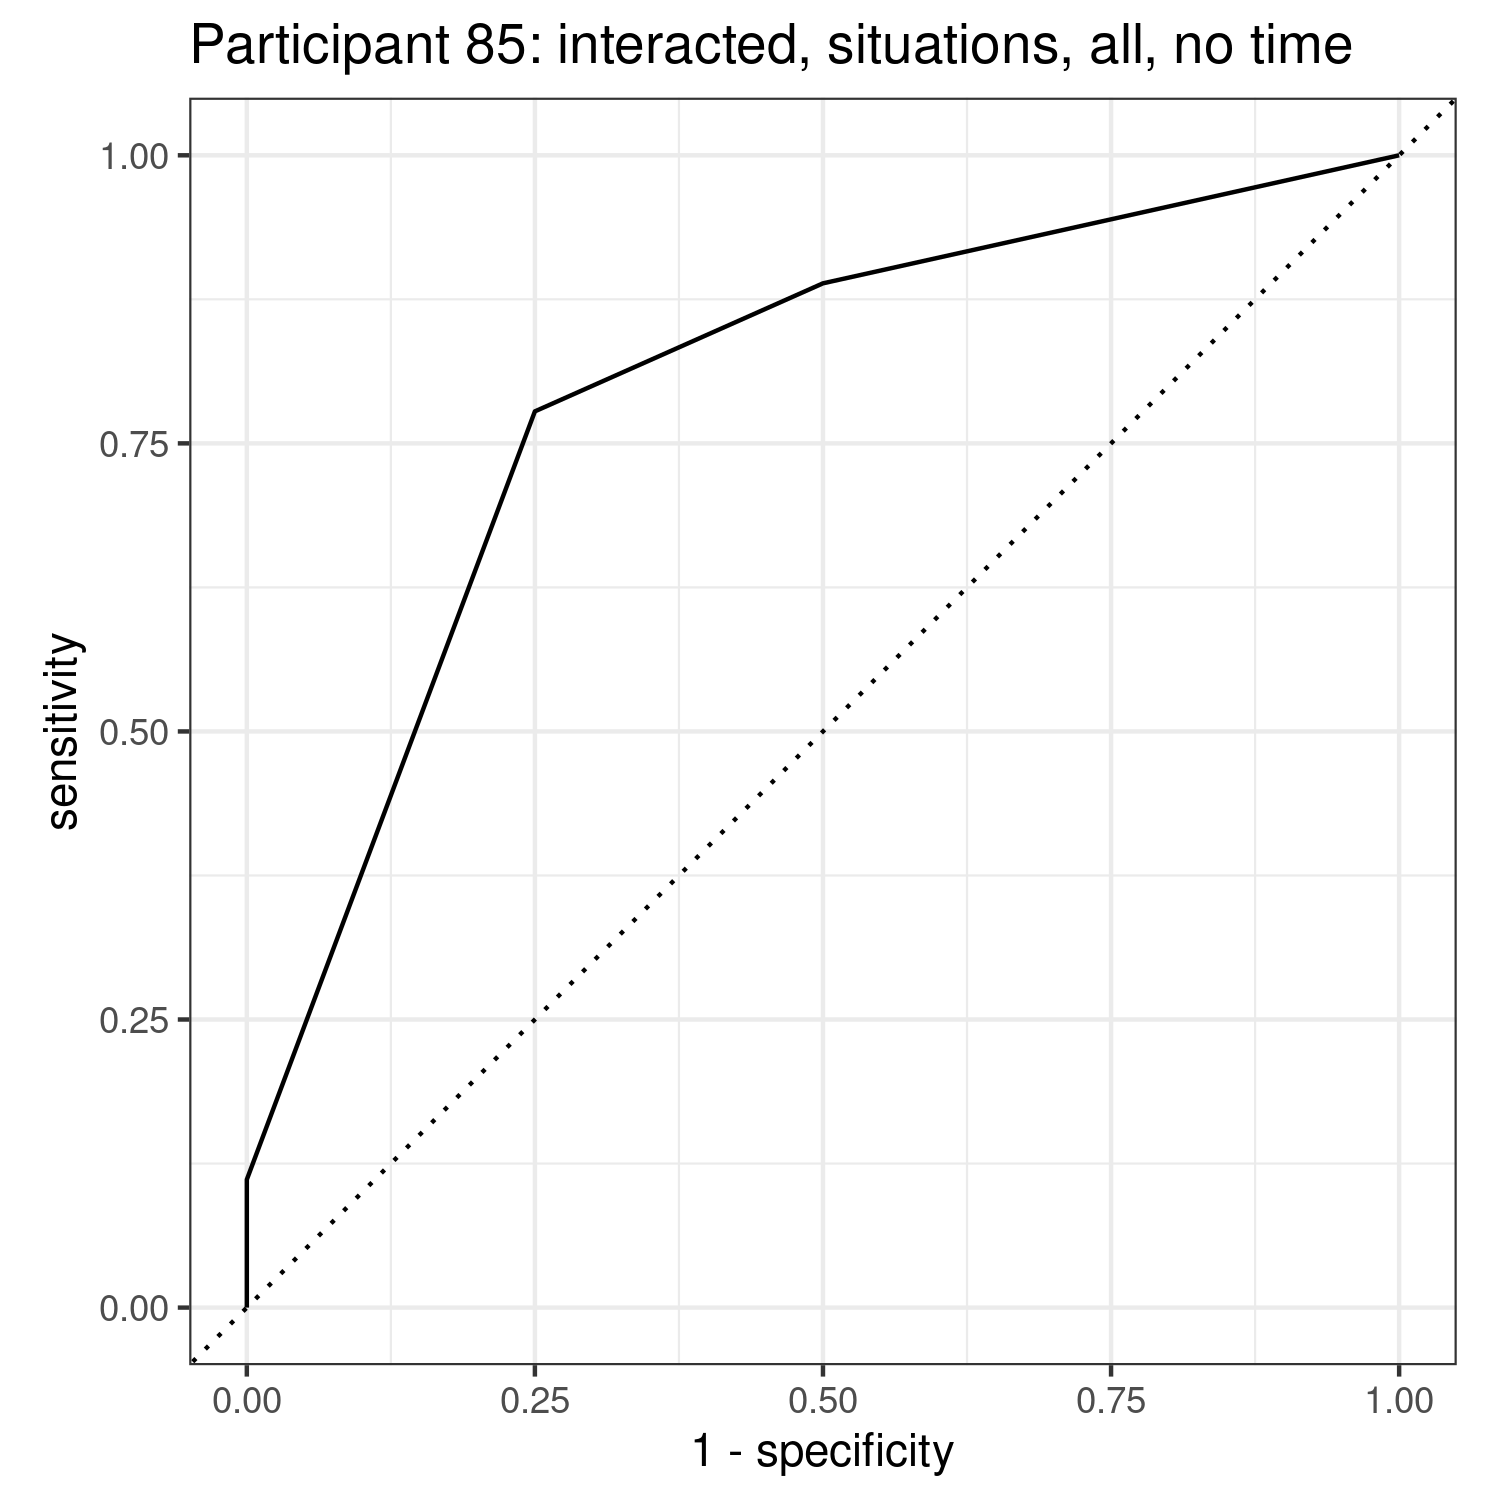 Participant 85: interacted, situations, all, no time
sensitivity
1.00
0.75
0.50
0.25
0.00
0.00 0.25 0.50 0.75 1.00
1 - specificity